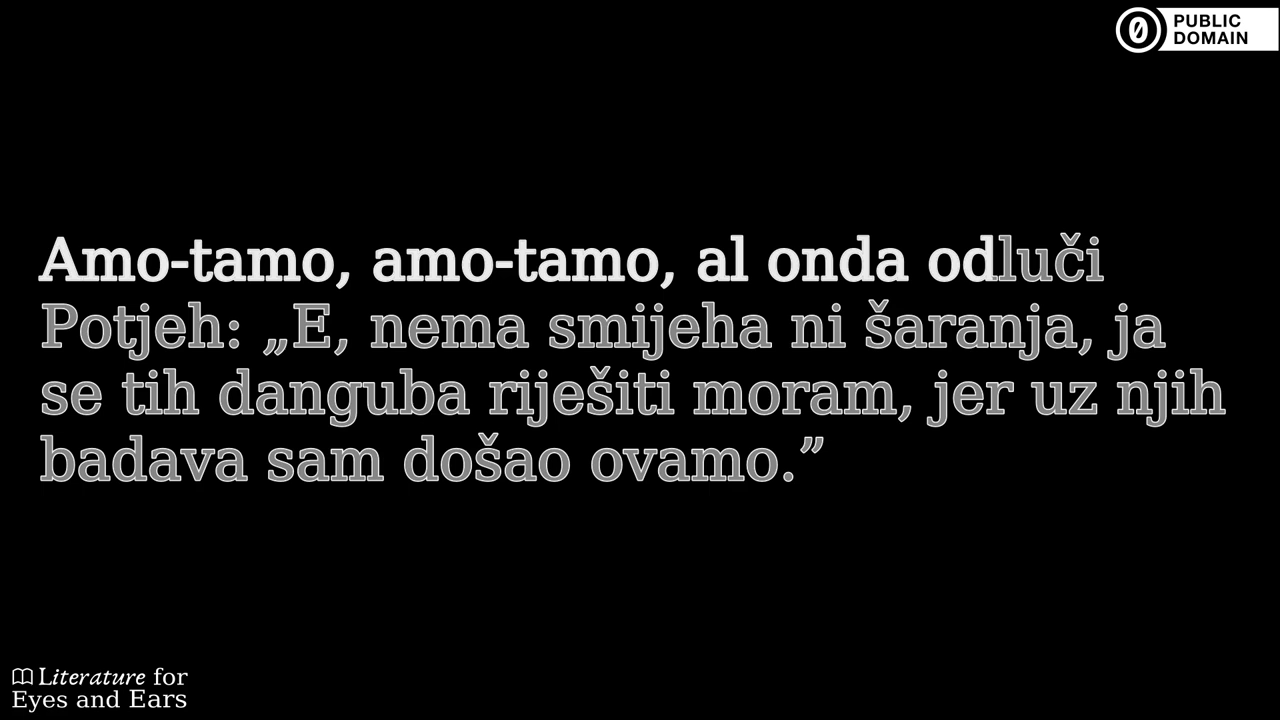 PUBLIC
DOMAIN
Amo-tamo, amo-tamo, al onda odluči
Potjeh: „E, nema smijeha ni šaranja, ja
se tih danguba riješiti moram, jer uz njih
badava sam došao ovamo.”
Literature for
Eyes and Ears